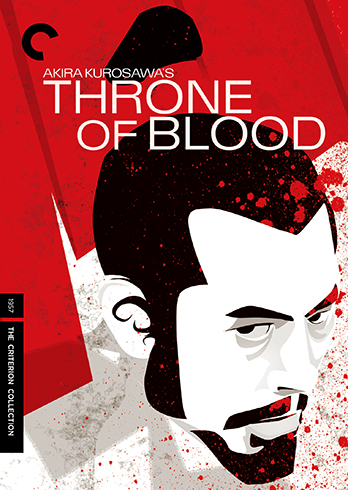 AKIRA KUROSAWA'S
THRONE
OF BLOOD
1957
THE CRITERION COLLECTION